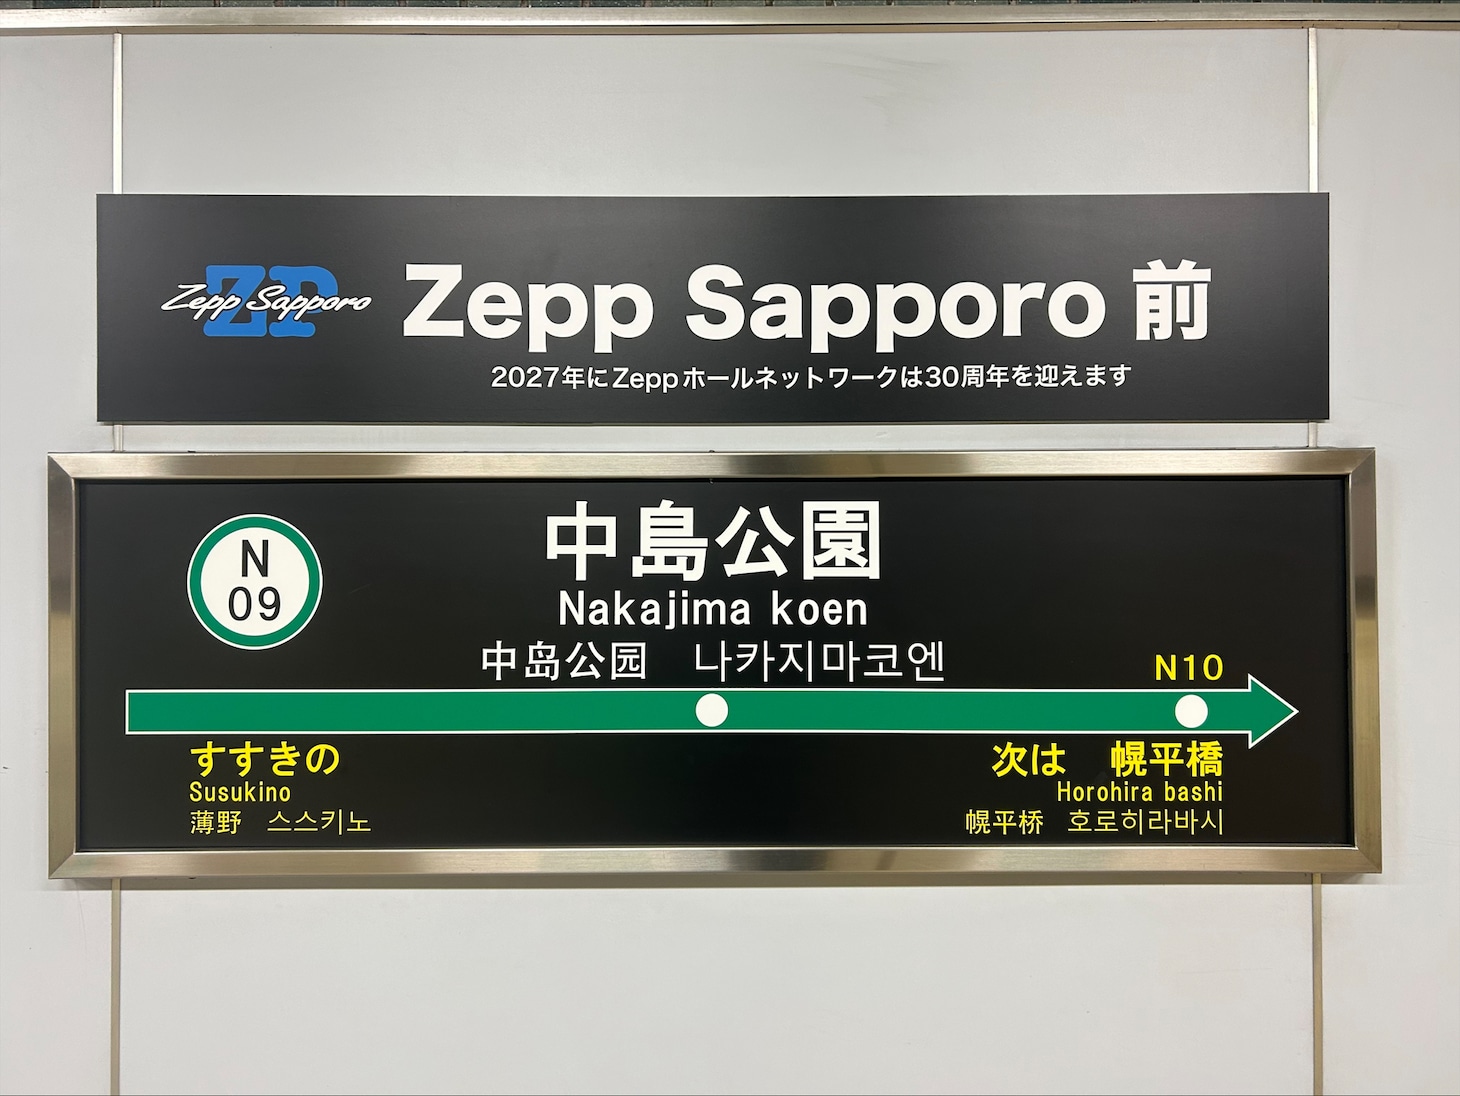 ZP
Zepp Sapporo
Zepp Sapporo 前
2027年にZeppホールネットワークは30周年を迎えます
N
09
中島公園
Nakajima koen
中岛公园 나카지마코엔
N10
すすきの
Susukino
薄野 스스키노
次は 幌平橋
Horohira bashi
幌平桥 호로히라바시